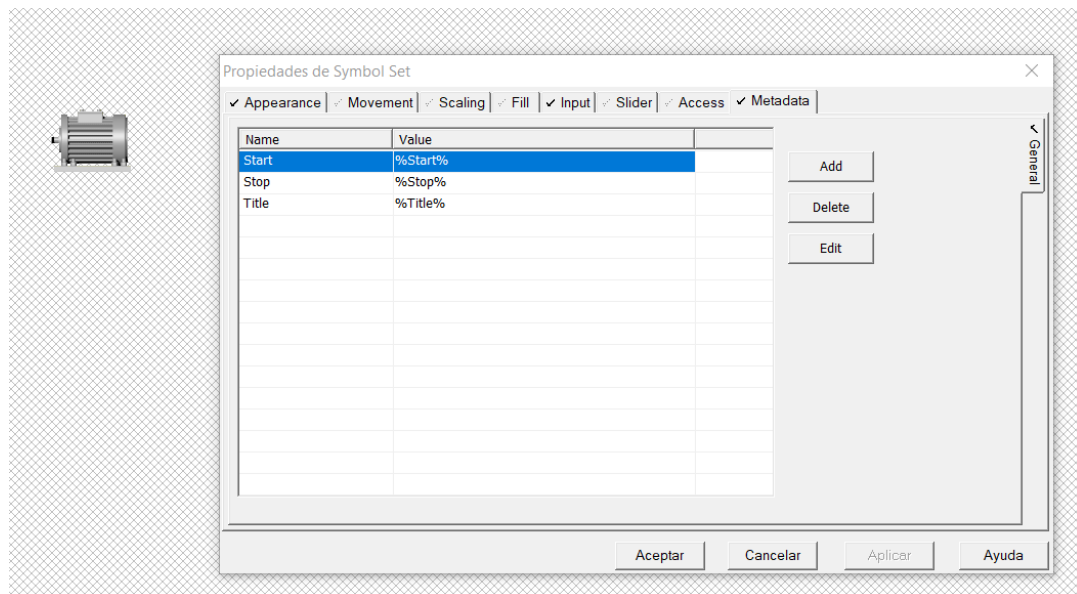 Propiedades de Symbol Set
Appearance Movement Scaling Fill Input Slider Access Metadata
General
Name Value
Start %Start%
Stop %Stop%
Title %Title%
Add
Delete
Edit
Aceptar Cancelar Aplicar Ayuda